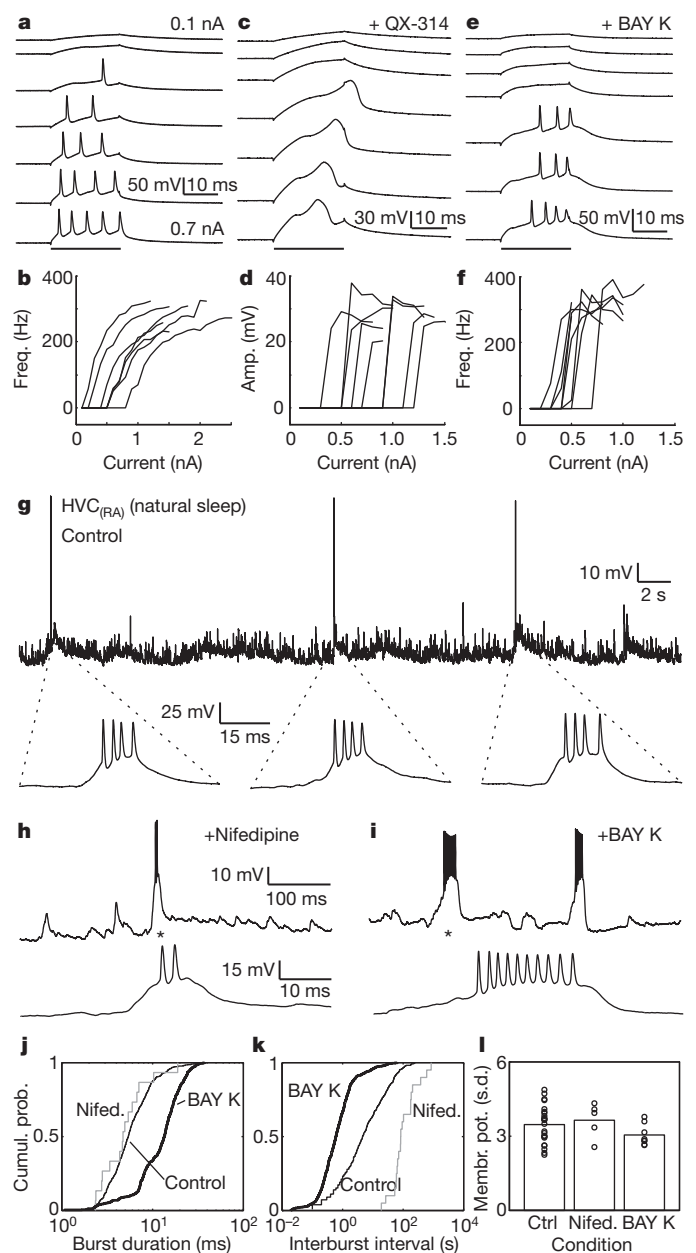 a 0.1 nA c + QX-314 e + BAY K
50 mV 10 ms
0.7 nA 30 mV 10 ms 50 mV 10 ms
b d f
400 40 400
Freq. (Hz) Amp. (mV) Freq. (Hz)
200 20 200
0 0 0
0 1 2 0 0.5 1.0 1.5 0 0.5 1.0 1.5
Current (nA) Current (nA) Current (nA)
g HVC(RA) (natural sleep)
Control
10 mV
2 s
25 mV
15 ms
h +Nifedipine i +BAY K
10 mV
100 ms
* *
15 mV
10 ms
j k l
1 1 6
BAY K BAY K
Nifed. Nifed.
Cumul. prob. 0.5 0.5 Membr. pot. (s.d.) 3
Control Control
0 0 0
100 101 102 10–2 100 102 104 Ctrl Nifed. BAY K
Burst duration (ms) Interburst interval (s) Condition